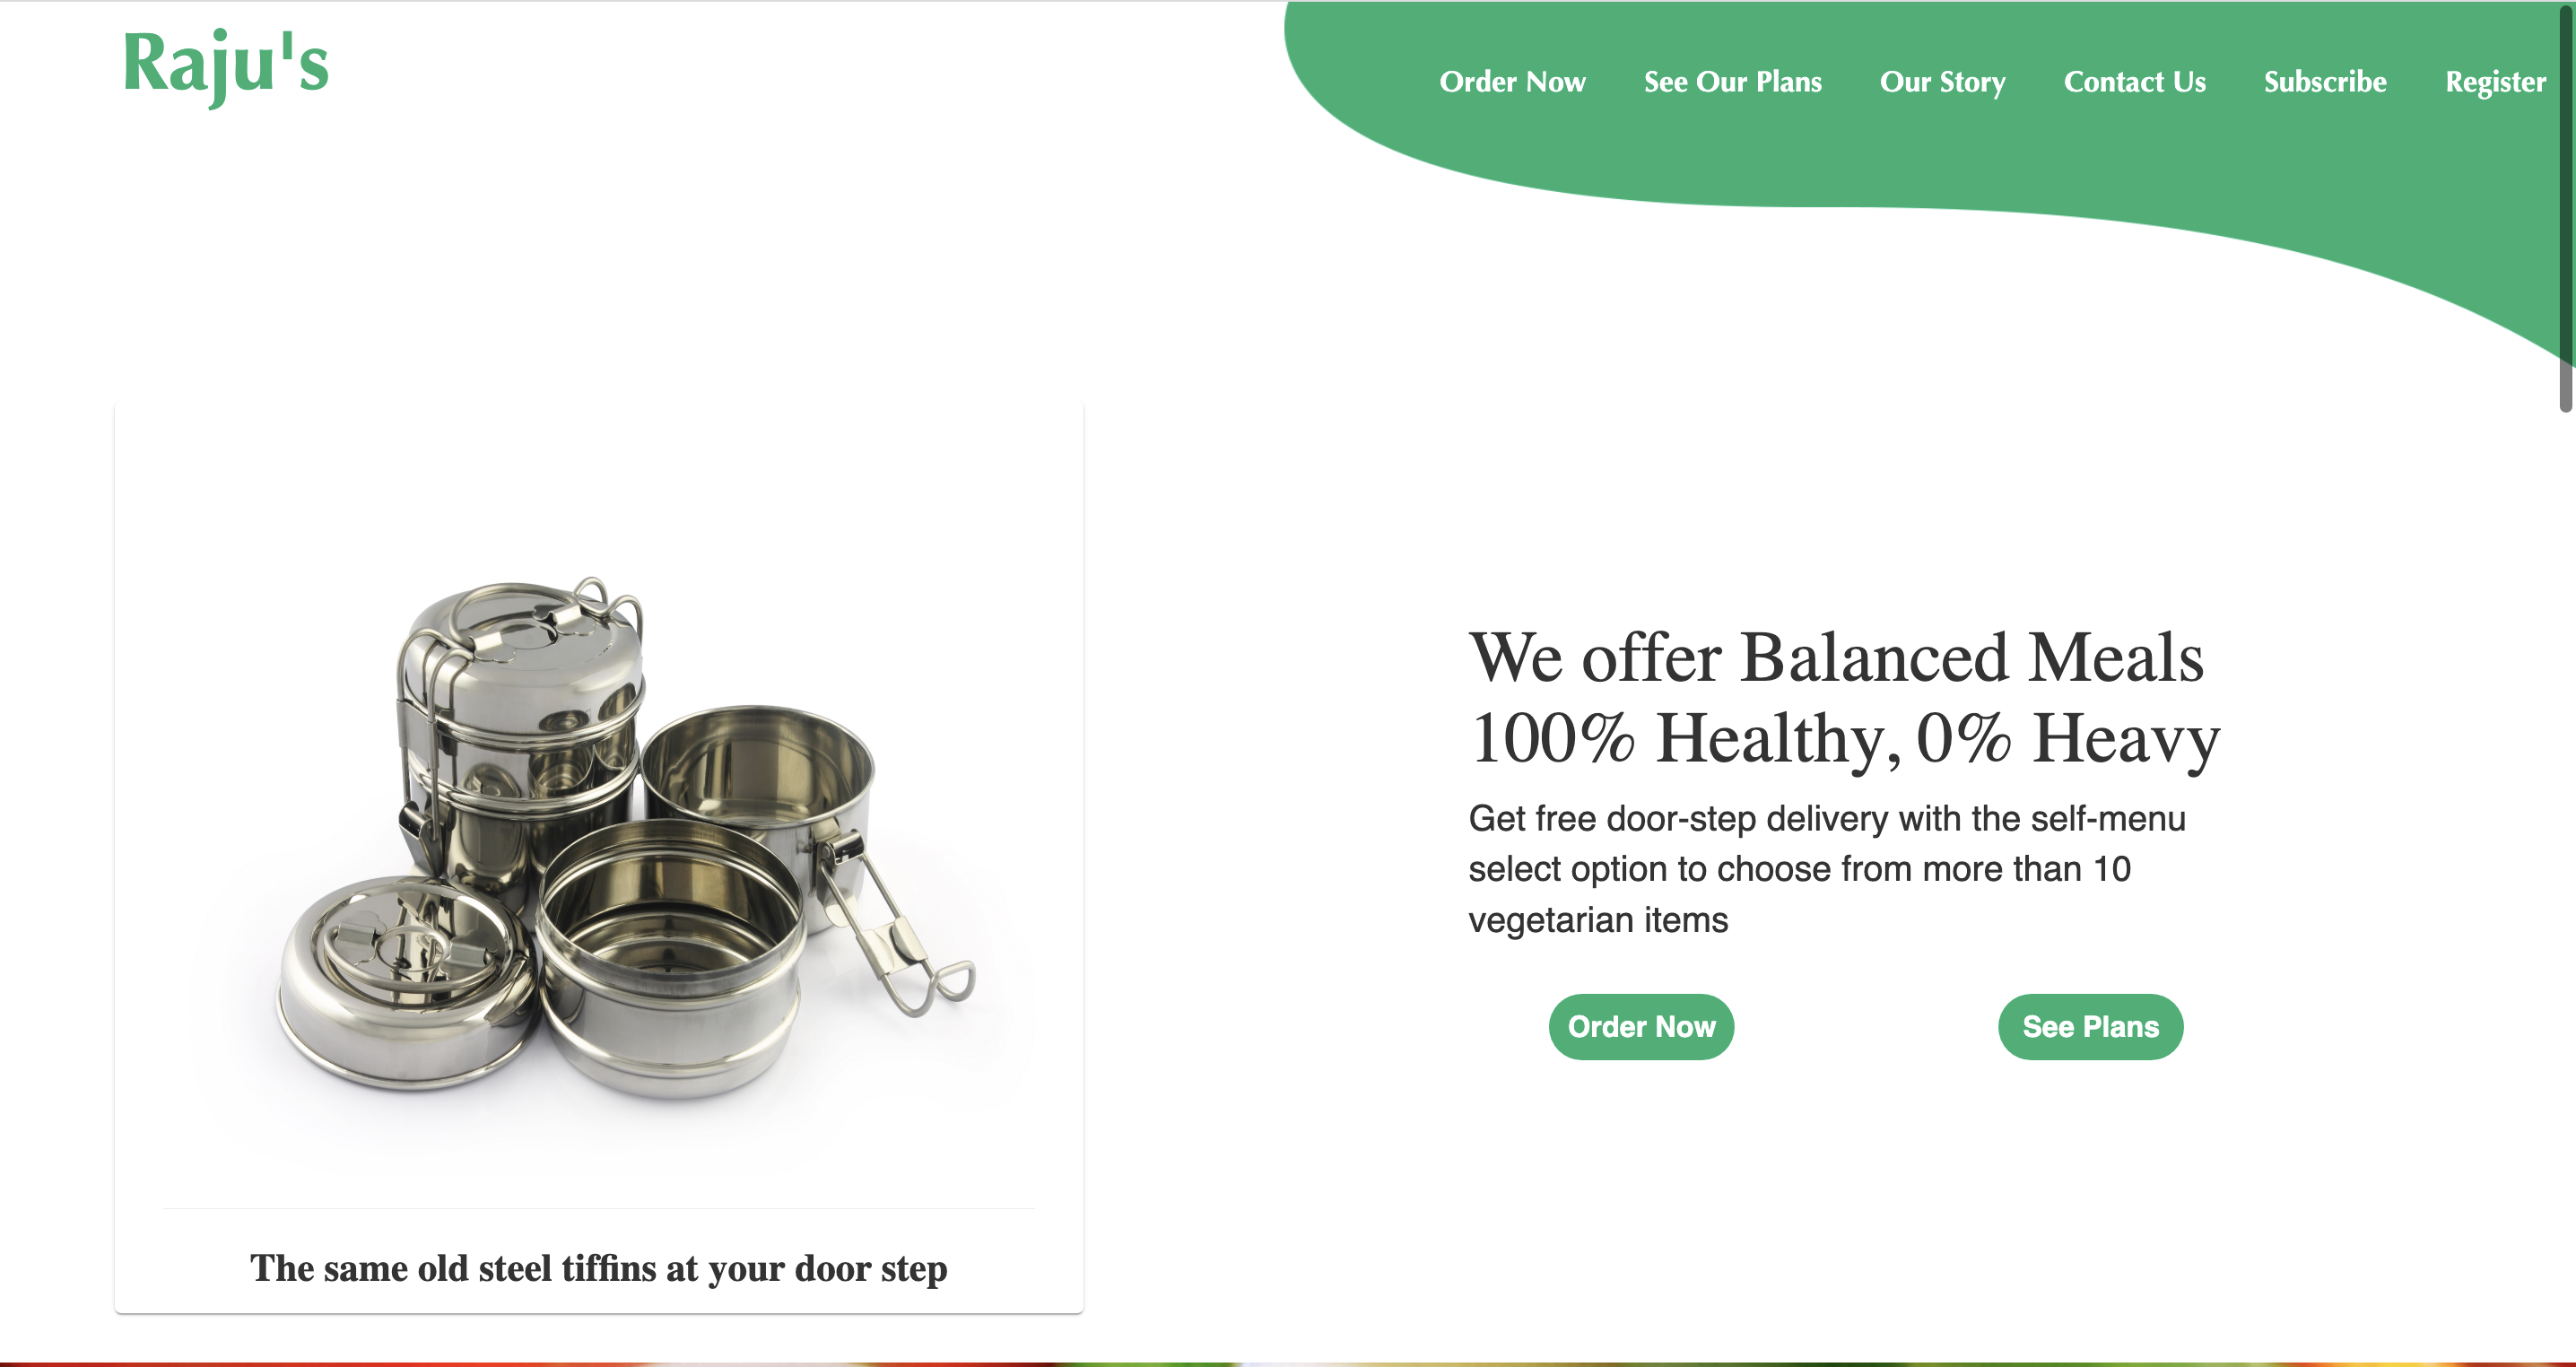 Raju's
Order Now
See Our Plans
Our Story
Contact Us
Subscribe
Register
We offer Balanced Meals
100% Healthy, 0% Heavy
Get free door-step delivery with the self-menu
select option to choose from more than 10
vegetarian items
Order Now
See Plans
The same old steel tiffins at your door step